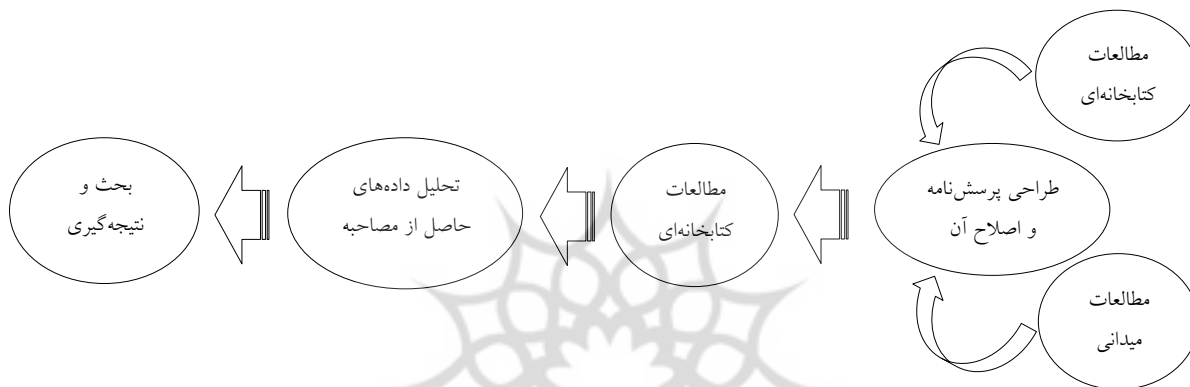 مطالعات
کتابخانه‌ای
طراحی پرسش‌نامه
و اصلاح آن
مطالعات
میدانی
مطالعات
کتابخانه‌ای
تحلیل داده‌های
حاصل از مصاحبه
بحث و
نتیجه‌گیری